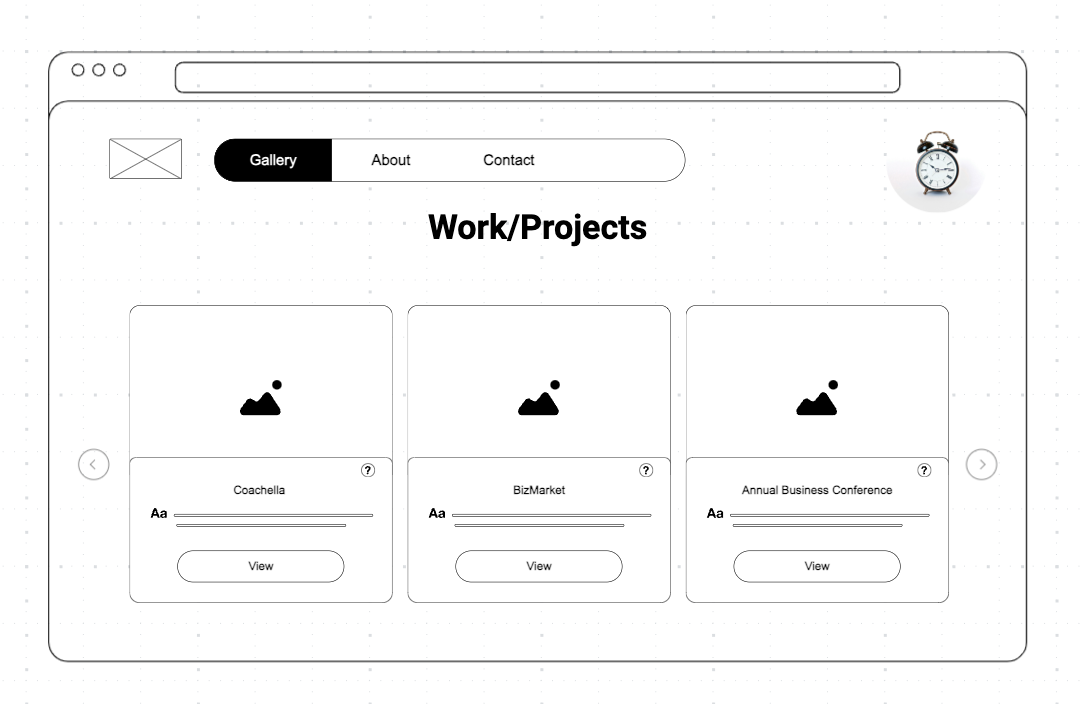 Gallery About Contact
Work/Projects
? ? ?
Coachella BizMarket Annual Business Conference
Aa Aa Aa
View View View